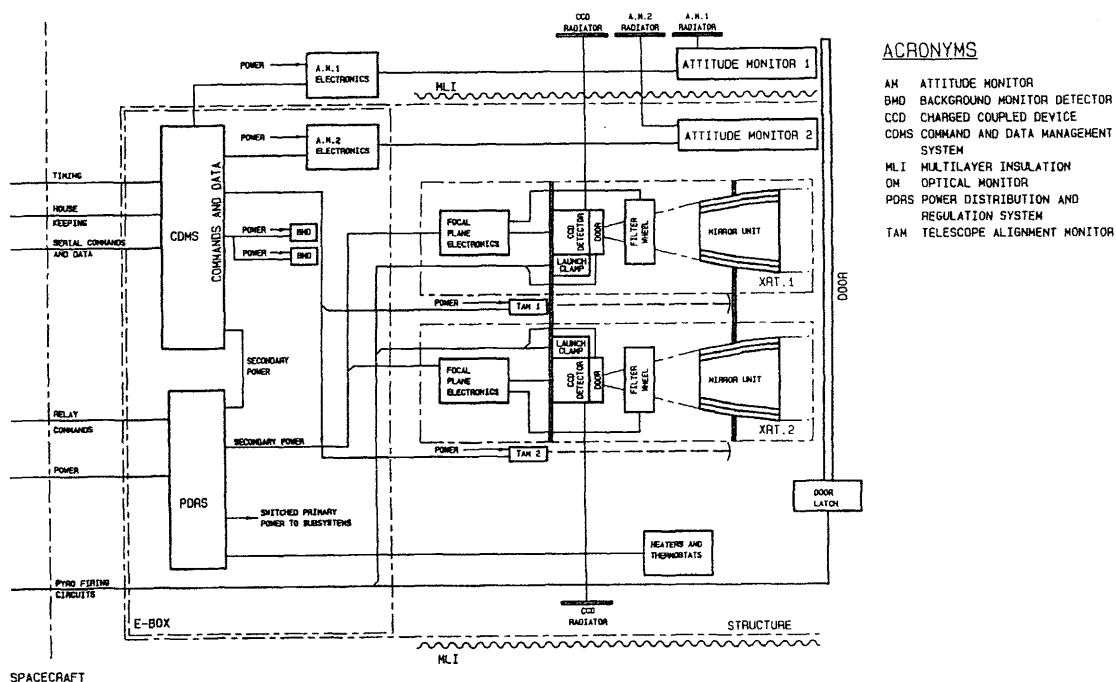 CCD
RADIATOR
A.M.2
RADIATOR
A.M.1
RADIATOR
POWER
A.M.1
ELECTRONICS
ATTITUDE MONITOR 1
MLI
POWER
A.M.2
ELECTRONICS
ATTITUDE MONITOR 2
CDMS
COMMANDS AND DATA
TIMING
HOUSE
KEEPING
SERIAL COMMANDS
AND DATA
POWER
BMD
POWER
BMD
FOCAL
PLANE
ELECTRONICS
CCD
DETECTOR
DOOR
LAUNCH
CLAMP
FILTER
WHEEL
MIRROR UNIT
XRT.1
POWER
TAM 1
FOCAL
PLANE
ELECTRONICS
LAUNCH
CLAMP
CCD
DETECTOR
DOOR
FILTER
WHEEL
MIRROR UNIT
XRT.2
POWER
TAM 2
DOOR
DOOR
LATCH
SECONDARY
POWER
RELAY
COMMANDS
SECONDARY POWER
POWER
PDRS
SWITCHED PRIMARY
POWER TO SUBSYSTEMS
HEATERS AND
THERMOSTATS
PYRO FIRING
CIRCUITS
E-BOX
CCD
RADIATOR
STRUCTURE
MLI
SPACECRAFT
ACRONYMS
AM ATTITUDE MONITOR
BMD BACKGROUND MONITOR DETECTOR
CCD CHARGED COUPLED DEVICE
CDMS COMMAND AND DATA MANAGEMENT
SYSTEM
MLI MULTILAYER INSULATION
OM OPTICAL MONITOR
PDRS POWER DISTRIBUTION AND
REGULATION SYSTEM
TAM TELESCOPE ALIGNMENT MONITOR